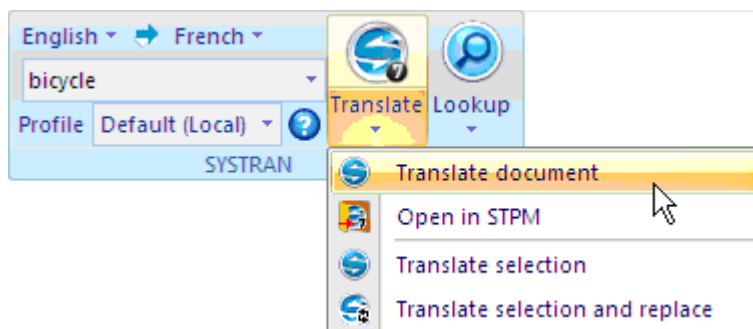 English French
bicycle
Translate Lookup
Profile Default (Local) ?
SYSTRAN
7
Translate document
Open in STPM
Translate selection
Translate selection and replace